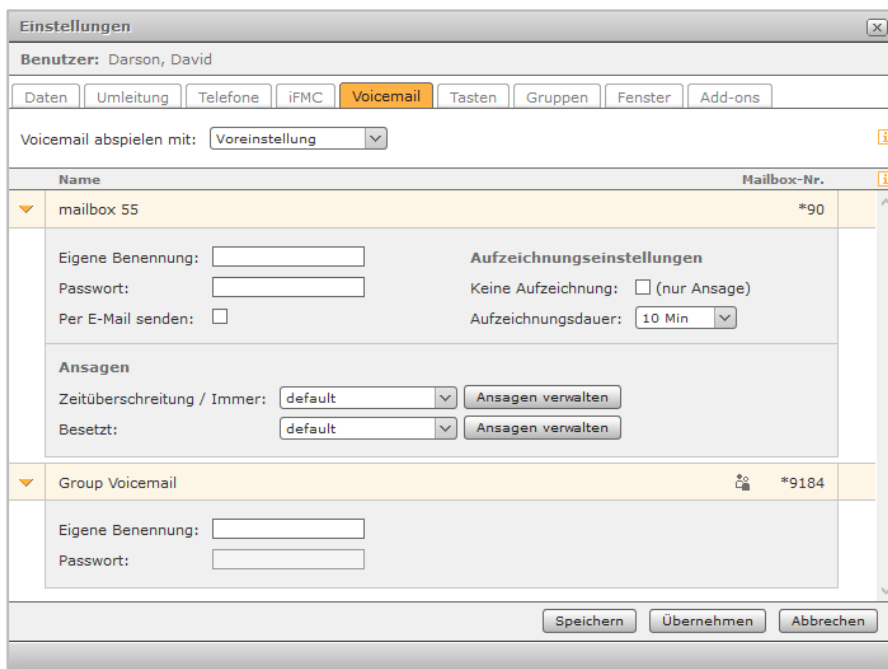 Einstellungen
Benutzer: Darson, David
Daten Umleitung Telefone iFMC Voicemail Tasten Gruppen Fenster Add-ons
Voicemail abspielen mit: Voreinstellung
Name Mailbox-Nr.
mailbox 55 *90
Eigene Benennung: Aufzeichnungseinstellungen
Passwort: Keine Aufzeichnung: (nur Ansage)
Per E-Mail senden: Aufzeichnungsdauer: 10 Min
Ansagen
Zeitüberschreitung / Immer: default Ansagen verwalten
Besetzt: default Ansagen verwalten
Group Voicemail *9184
Eigene Benennung:
Passwort:
Speichern Übernehmen Abbrechen